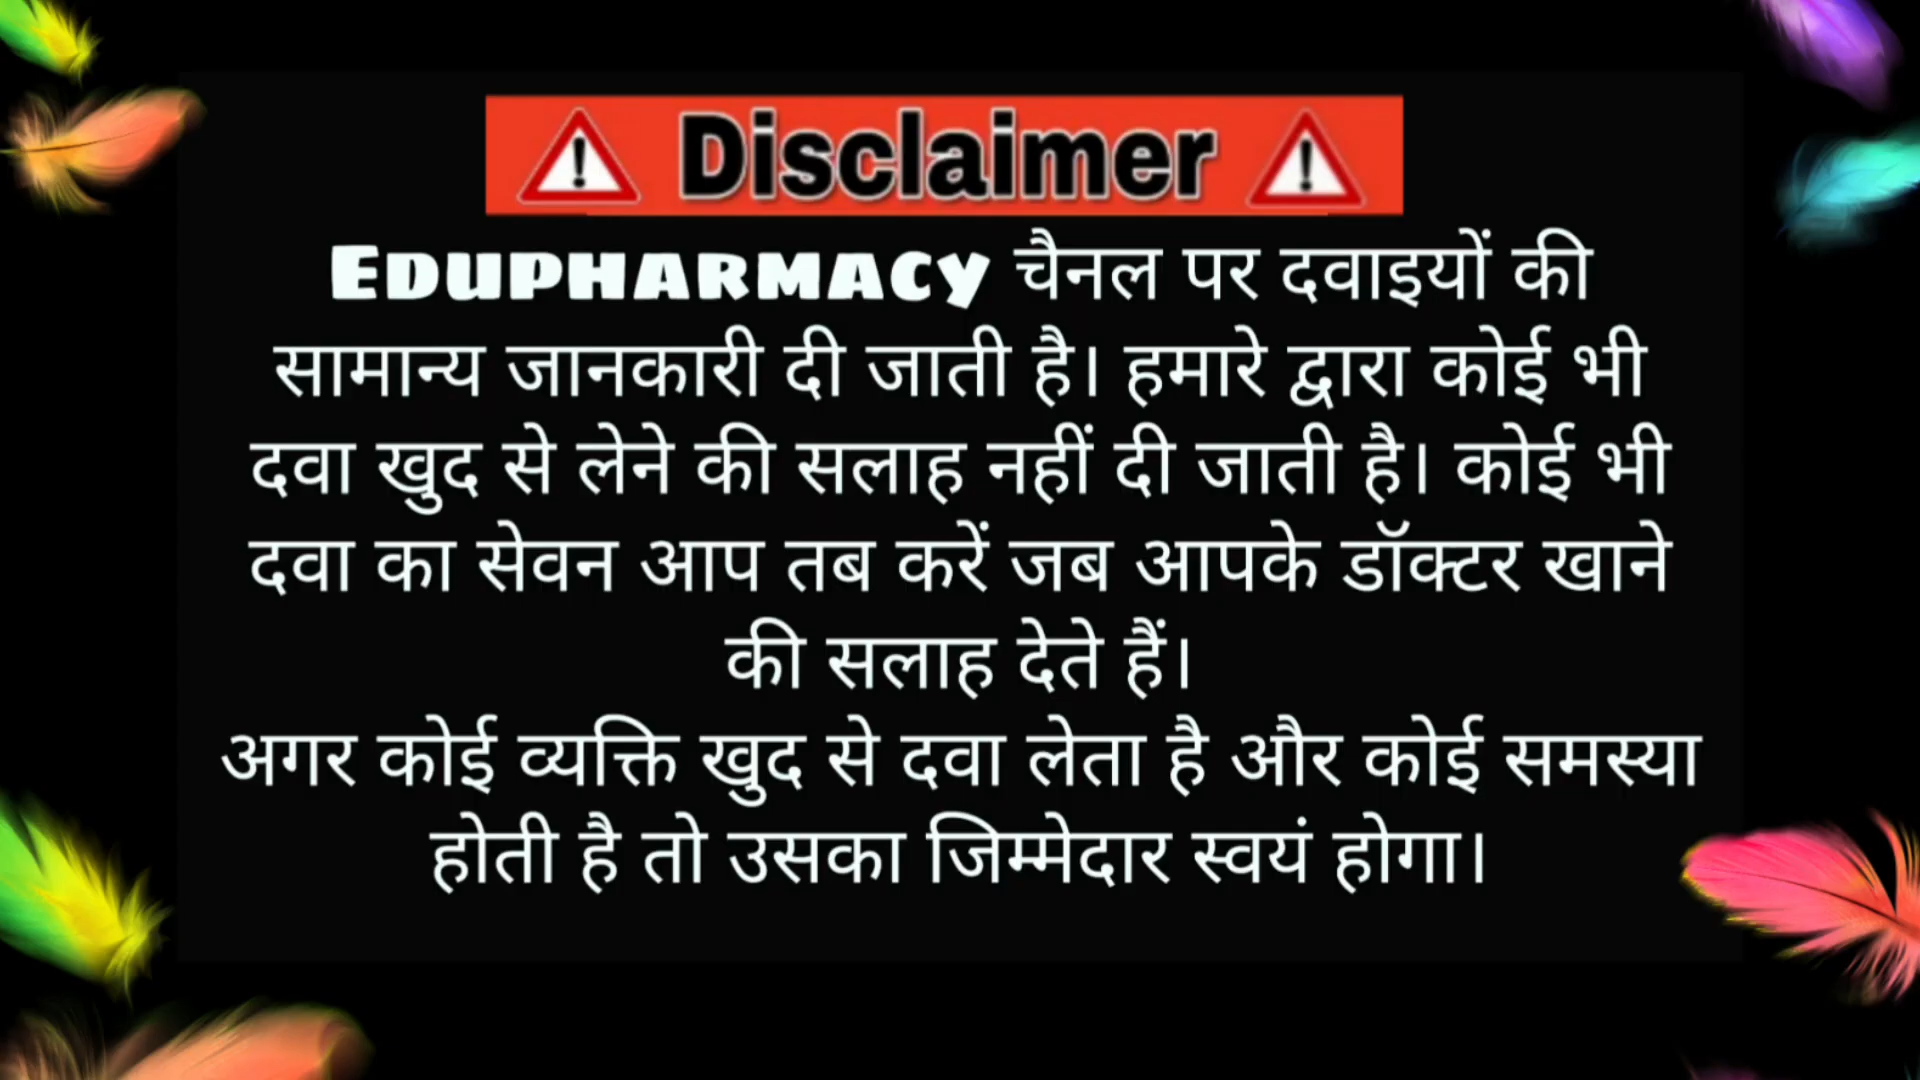 Disclaimer
Edupharmacy चैनल पर दवाइयों की
सामान्य जानकारी दी जाती है। हमारे द्वारा कोई भी
दवा खुद से लेने की सलाह नहीं दी जाती है। कोई भी
दवा का सेवन आप तब करें जब आपके डॉक्टर खाने
की सलाह देते हैं।
अगर कोई व्यक्ति खुद से दवा लेता है और कोई समस्या
होती है तो उसका जिम्मेदार स्वयं होगा।